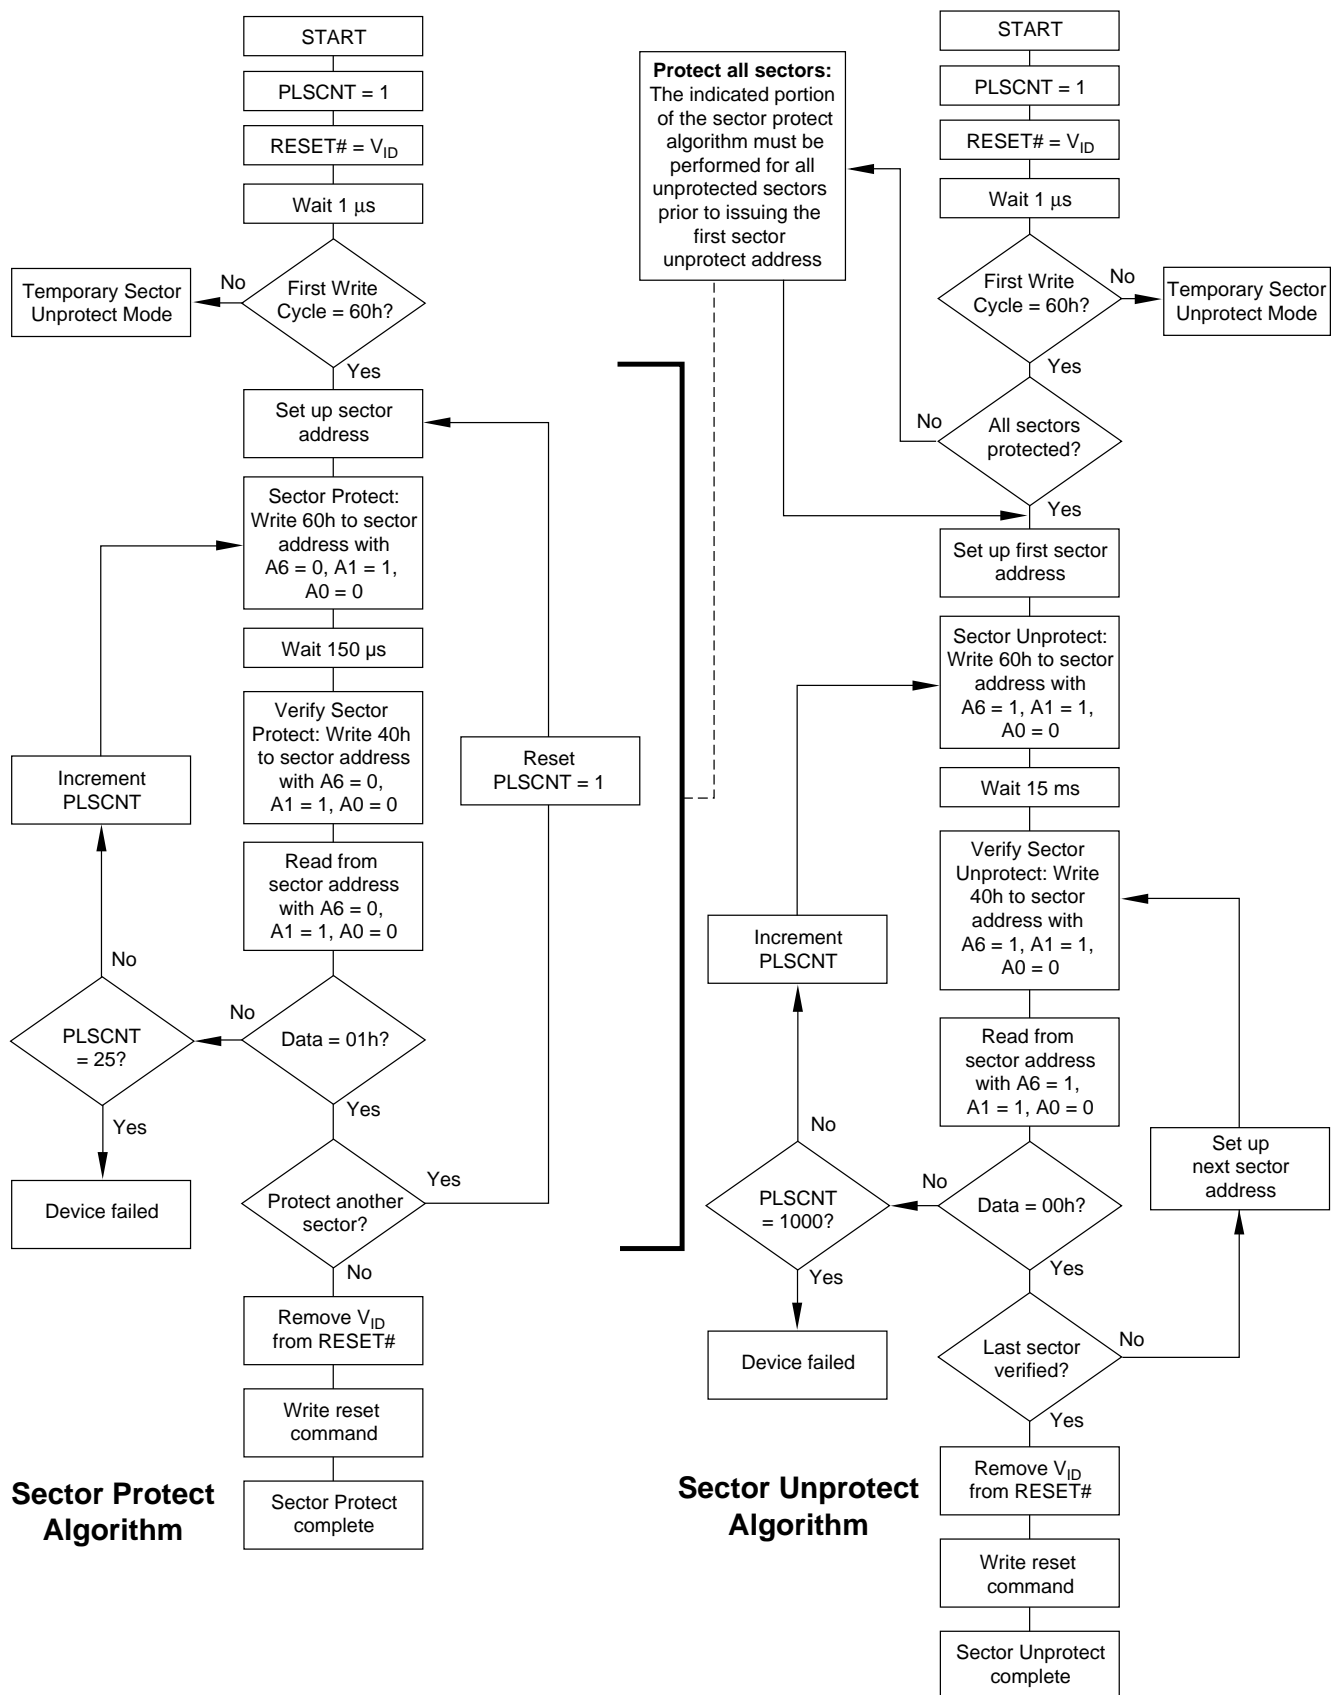 START
PLSCNT = 1
RESET# = VID
Wait 1 μs
First Write
Cycle = 60h?
No
Temporary Sector
Unprotect Mode
Yes
Set up sector
address
Sector Protect:
Write 60h to sector
address with
A6 = 0, A1 = 1,
A0 = 0
Wait 150 µs
Verify Sector
Protect: Write 40h
to sector address
with A6 = 0,
A1 = 1, A0 = 0
Reset
PLSCNT = 1
Increment
PLSCNT
Read from
sector address
with A6 = 0,
A1 = 1, A0 = 0
No
No
PLSCNT
= 25?
Data = 01h?
Yes
Yes
Device failed
Protect another
sector?
Yes
No
Remove VID
from RESET#
Write reset
command
Sector Protect
complete
Sector Protect
Algorithm
Protect all sectors:
The indicated portion
of the sector protect
algorithm must be
performed for all
unprotected sectors
prior to issuing the
first sector
unprotect address
START
PLSCNT = 1
RESET# = VID
Wait 1 μs
First Write
Cycle = 60h?
No
Temporary Sector
Unprotect Mode
Yes
No
All sectors
protected?
Yes
Set up first sector
address
Sector Unprotect:
Write 60h to sector
address with
A6 = 1, A1 = 1,
A0 = 0
Wait 15 ms
Verify Sector
Unprotect: Write
40h to sector
address with
A6 = 1, A1 = 1,
A0 = 0
Increment
PLSCNT
Read from
sector address
with A6 = 1,
A1 = 1, A0 = 0
No
No
PLSCNT
= 1000?
Data = 00h?
Set up
next sector
address
Yes
Yes
Device failed
Last sector
verified?
No
Yes
Remove VID
from RESET#
Write reset
command
Sector Unprotect
complete
Sector Unprotect
Algorithm